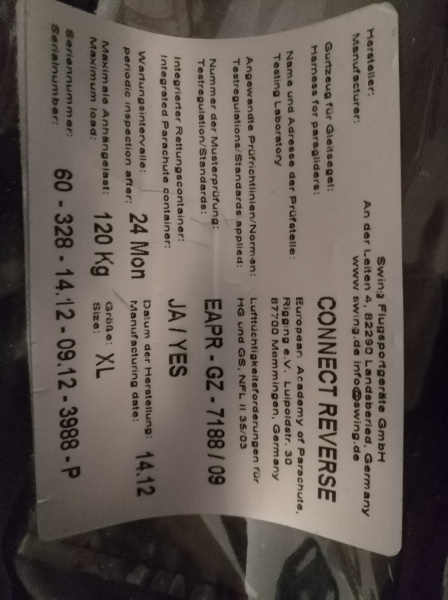 Hersteller: Swing Flugsportgeräte GmbH
Manufacturer: An der Leiten 4, 82290 Landsberied, Germany
www.swing.de info@swing.de
Gurtzeug für Gleitsegel:
Harness for paragliders: CONNECT REVERSE
Name und Adresse der Prüfstelle: European Academy of Parachute,
Testing Laboratory Rigging e.V. Luipoldstr. 30
87700 Memmingen, Germany
Angewandte Prüfrichtlinien/Normen: Lufttüchtigkeitsforderungen für
Testregulations/Standards applied: HG und GS, NFL II 35/03
Nummer der Musterprüfung:
Testregulation/Standards: EAPR - GZ - 7188 / 09
Integrierter Rettungscontainer:
Integrated Parachute container: JA / YES
Wartungsintervalle: Datum der Herstellung:
periodic inspection after: 24 Mon Manufacturing date: 14.12
Maximale Anhängelast: Größe:
Maximum load: 120 Kg Size: XL
Seriennummer:
Serialnumber: 60 - 328 - 14.12 - 09.12 - 3988 - P